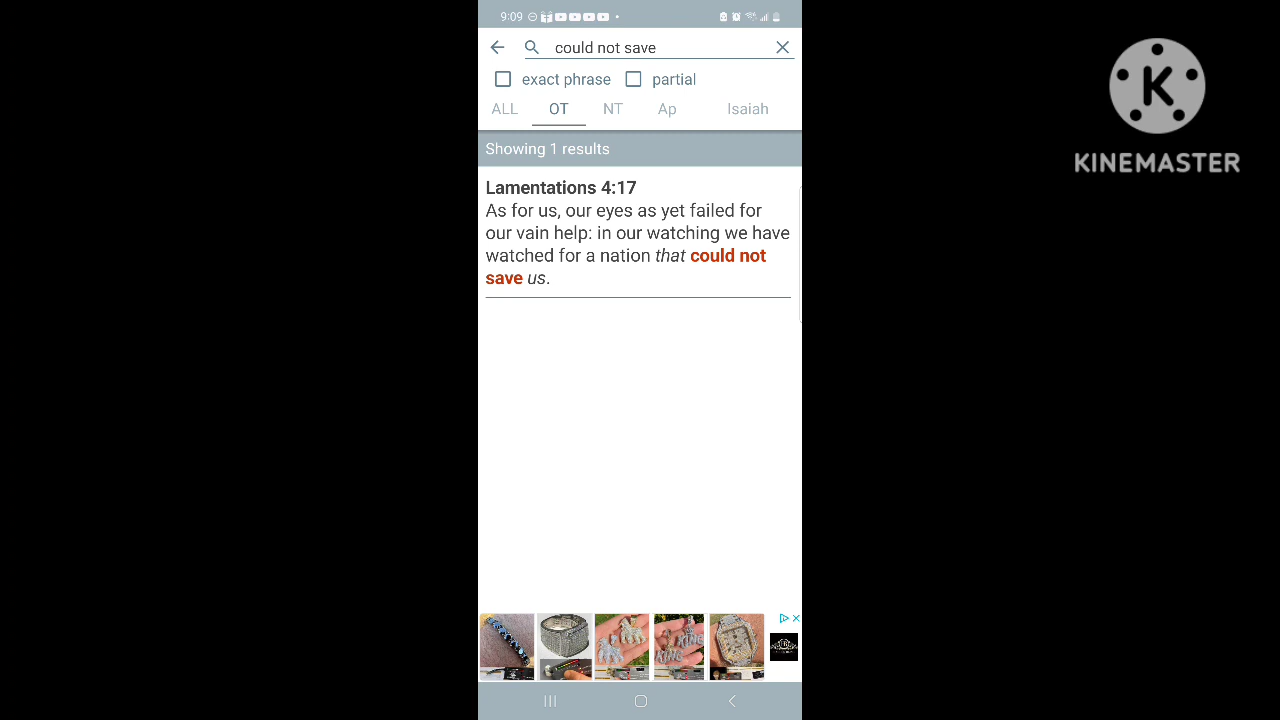 9:09
could not save
exact phrase partial
ALL OT NT Ap Isaiah
Showing 1 results
Lamentations 4:17
As for us, our eyes as yet failed for
our vain help: in our watching we have
watched for a nation that could not
save us.
K
KINEMASTER